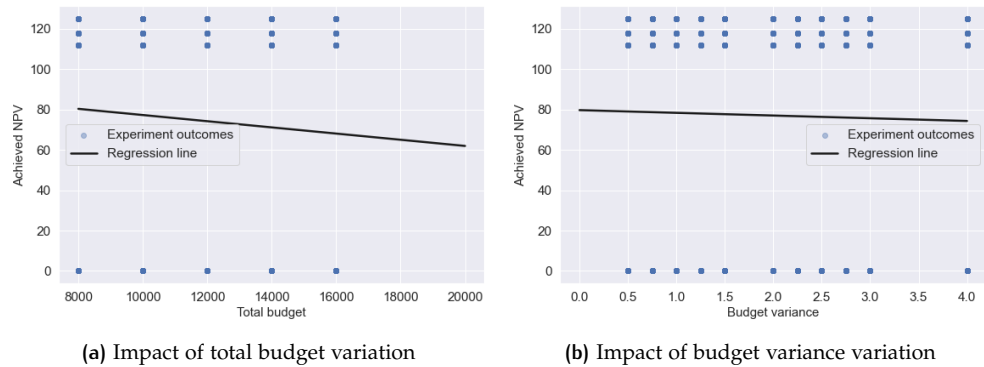 120
100
80
60
40
20
0
Achieved NPV
Experiment outcomes
Regression line
8000 10000 12000 14000 16000 18000 20000
Total budget
(a) Impact of total budget variation
120
100
80
60
40
20
0
Achieved NPV
Experiment outcomes
Regression line
0.0 0.5 1.0 1.5 2.0 2.5 3.0 3.5 4.0
Budget variance
(b) Impact of budget variance variation